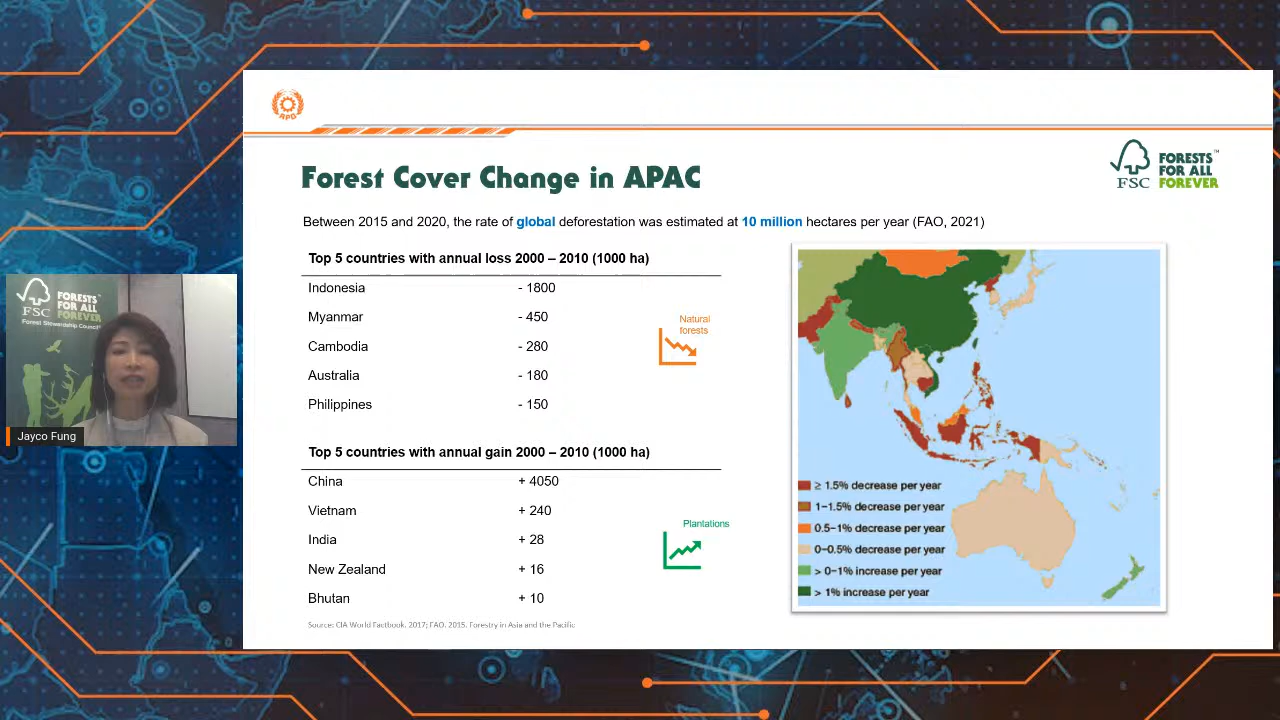 APO
Forest Cover Change in APAC
FSC
FORESTS™
FOR ALL
FOREVER
Between 2015 and 2020, the rate of global deforestation was estimated at 10 million hectares per year (FAO, 2021)
Top 5 countries with annual loss 2000 – 2010 (1000 ha)
Indonesia - 1800
Myanmar - 450
Cambodia - 280
Australia - 180
Philippines - 150
Natural
forests
Top 5 countries with annual gain 2000 – 2010 (1000 ha)
China + 4050
Vietnam + 240
India + 28
New Zealand + 16
Bhutan + 10
Plantations
Source: CIA World Factbook, 2017; FAO, 2015, Forestry in Asia and the Pacific
≥ 1.5% decrease per year
1–1.5% decrease per year
0.5–1% decrease per year
0–0.5% decrease per year
> 0–1% increase per year
> 1% increase per year
FSC
FORESTS
FOR ALL
FOREVER
Forest Stewardship Council
Jayco Fung